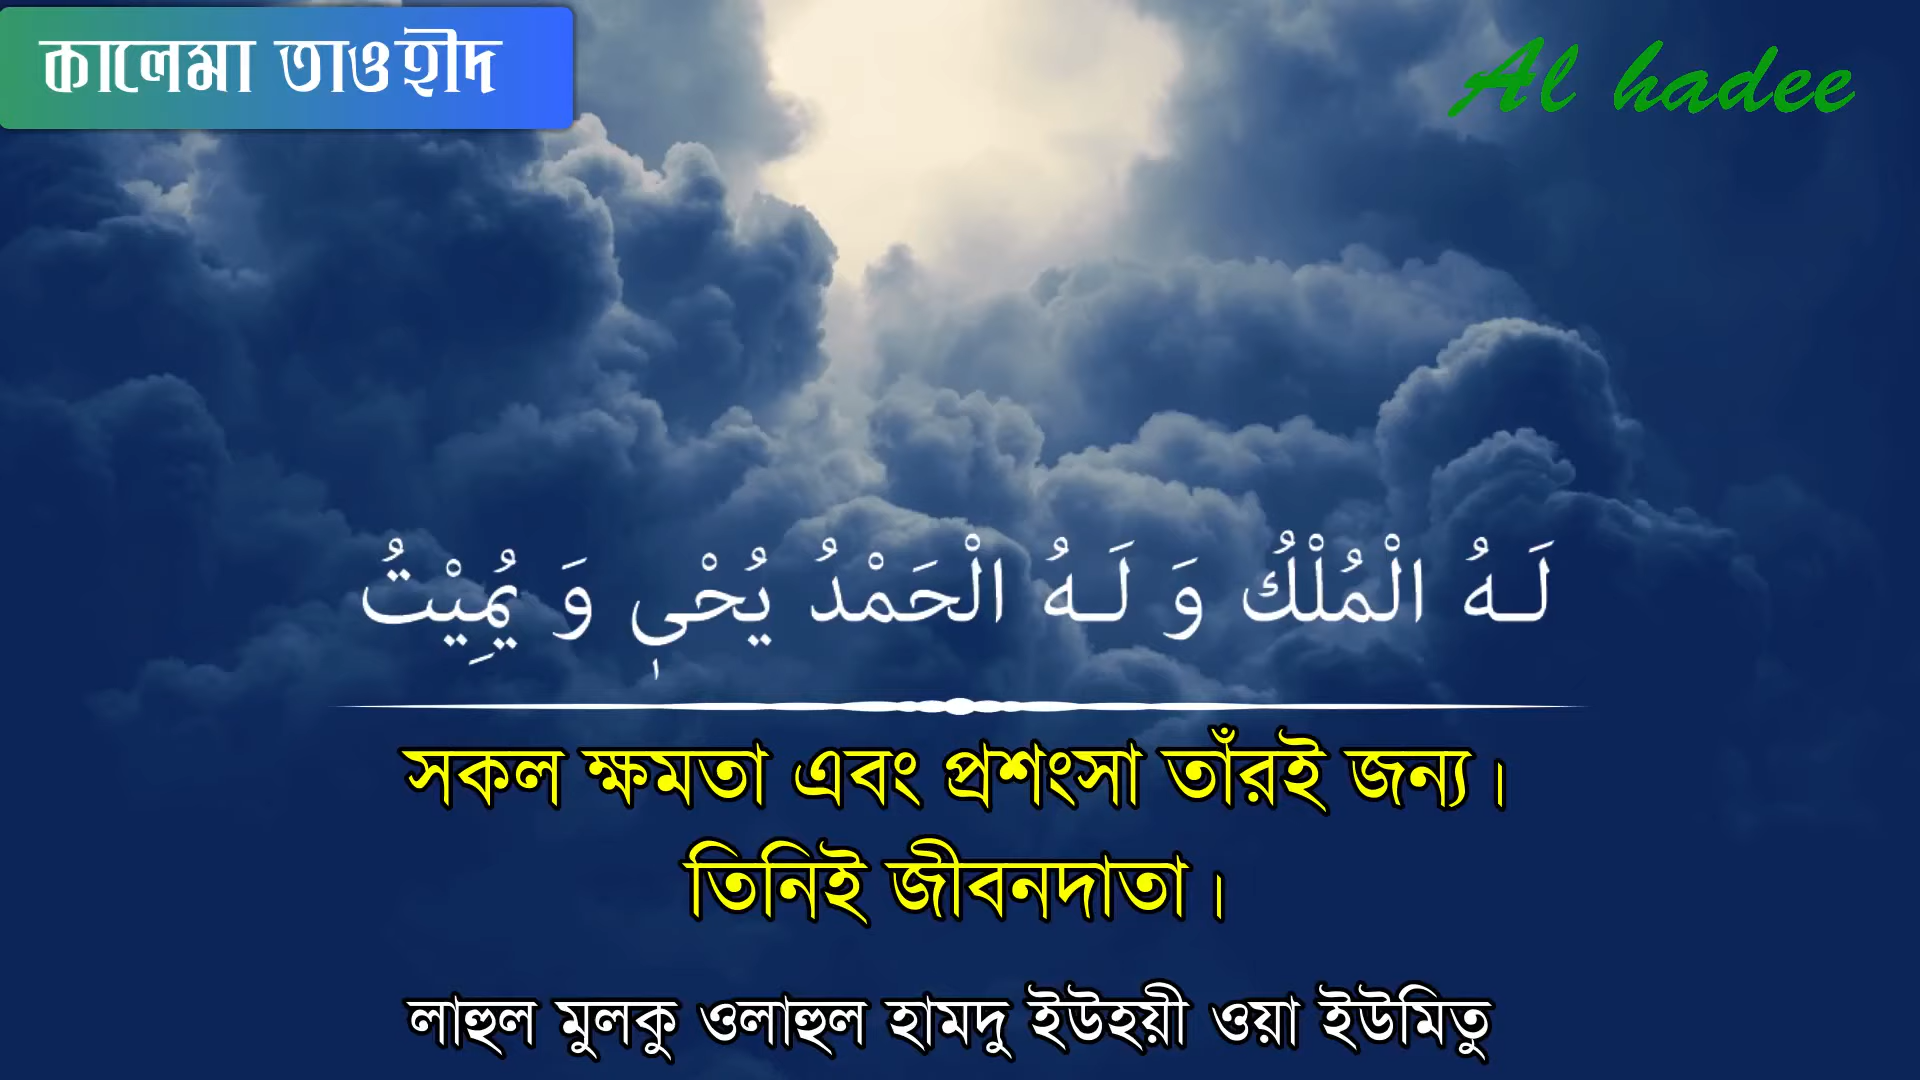 কালেমা তাওহীদ
Al hadee
لَـهُ الْمُلْكُ وَ لَـهُ الْحَمْدُ يُحْىٖ وَ يُمِيْتُ
সকল ক্ষমতা এবং প্রশংসা তাঁরই জন্য।
তিনিই জীবনদাতা।
লাহুল মুলকু ওলাহুল হামদু ইউহয়ী ওয়া ইউমিতু